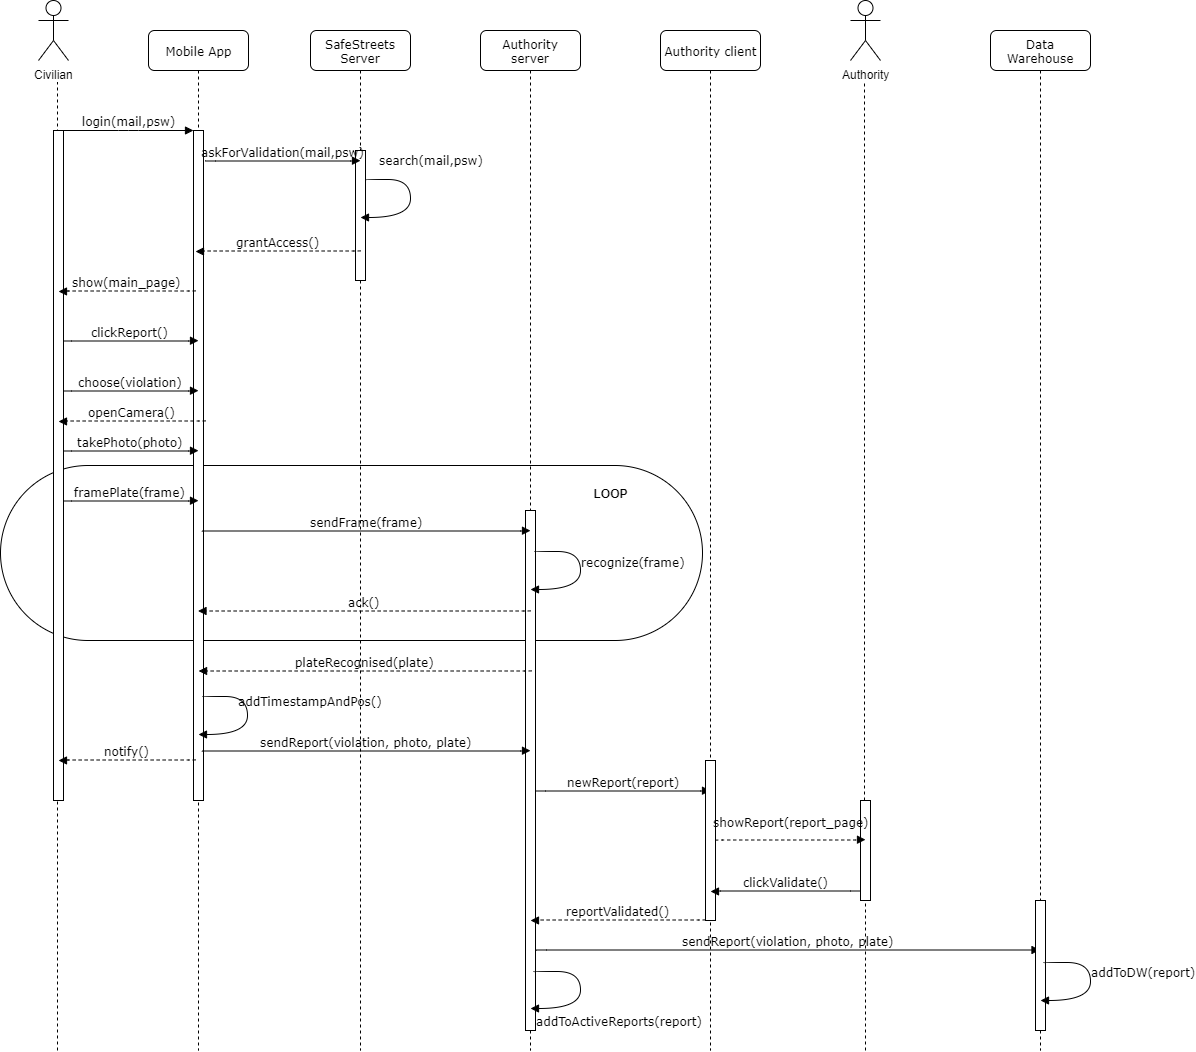 Civilian
Mobile App
SafeStreets
Server
Authority
server
Authority client
Authority
Data
Warehouse
login(mail,psw)
askForValidation(mail,psw)
search(mail,psw)
grantAccess()
show(main_page)
clickReport()
choose(violation)
openCamera()
takePhoto(photo)
framePlate(frame)
LOOP
sendFrame(frame)
recognize(frame)
ack()
plateRecognised(plate)
addTimestampAndPos()
sendReport(violation, photo, plate)
notify()
newReport(report)
showReport(report_page)
clickValidate()
reportValidated()
sendReport(violation, photo, plate)
addToDW(report)
addToActiveReports(report)